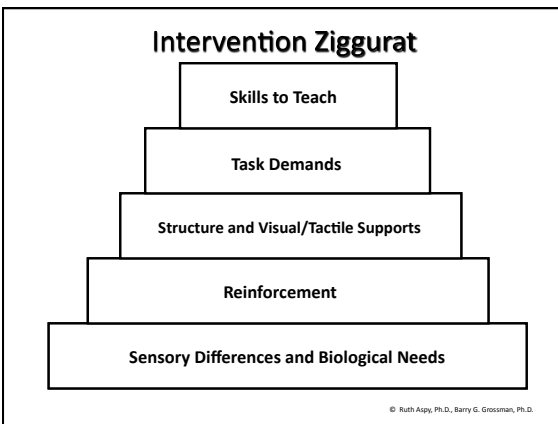 Intervention Ziggurat
Skills to Teach
Task Demands
Structure and Visual/Tactile Supports
Reinforcement
Sensory Differences and Biological Needs
© Ruth Aspy, Ph.D., Barry G. Grossman, Ph.D.